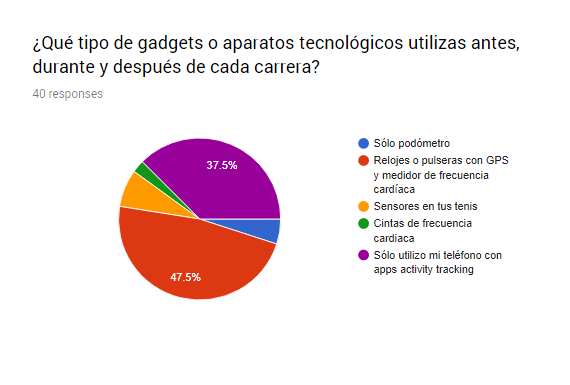 ¿Qué tipo de gadgets o aparatos tecnológicos utilizas antes,
durante y después de cada carrera?
40 responses
37.5%
47.5%
Sólo podómetro
Relojes o pulseras con GPS
y medidor de frecuencia
cardíaca
Sensores en tus tenis
Cintas de frecuencia
cardiaca
Sólo utilizo mi teléfono con
apps activity tracking